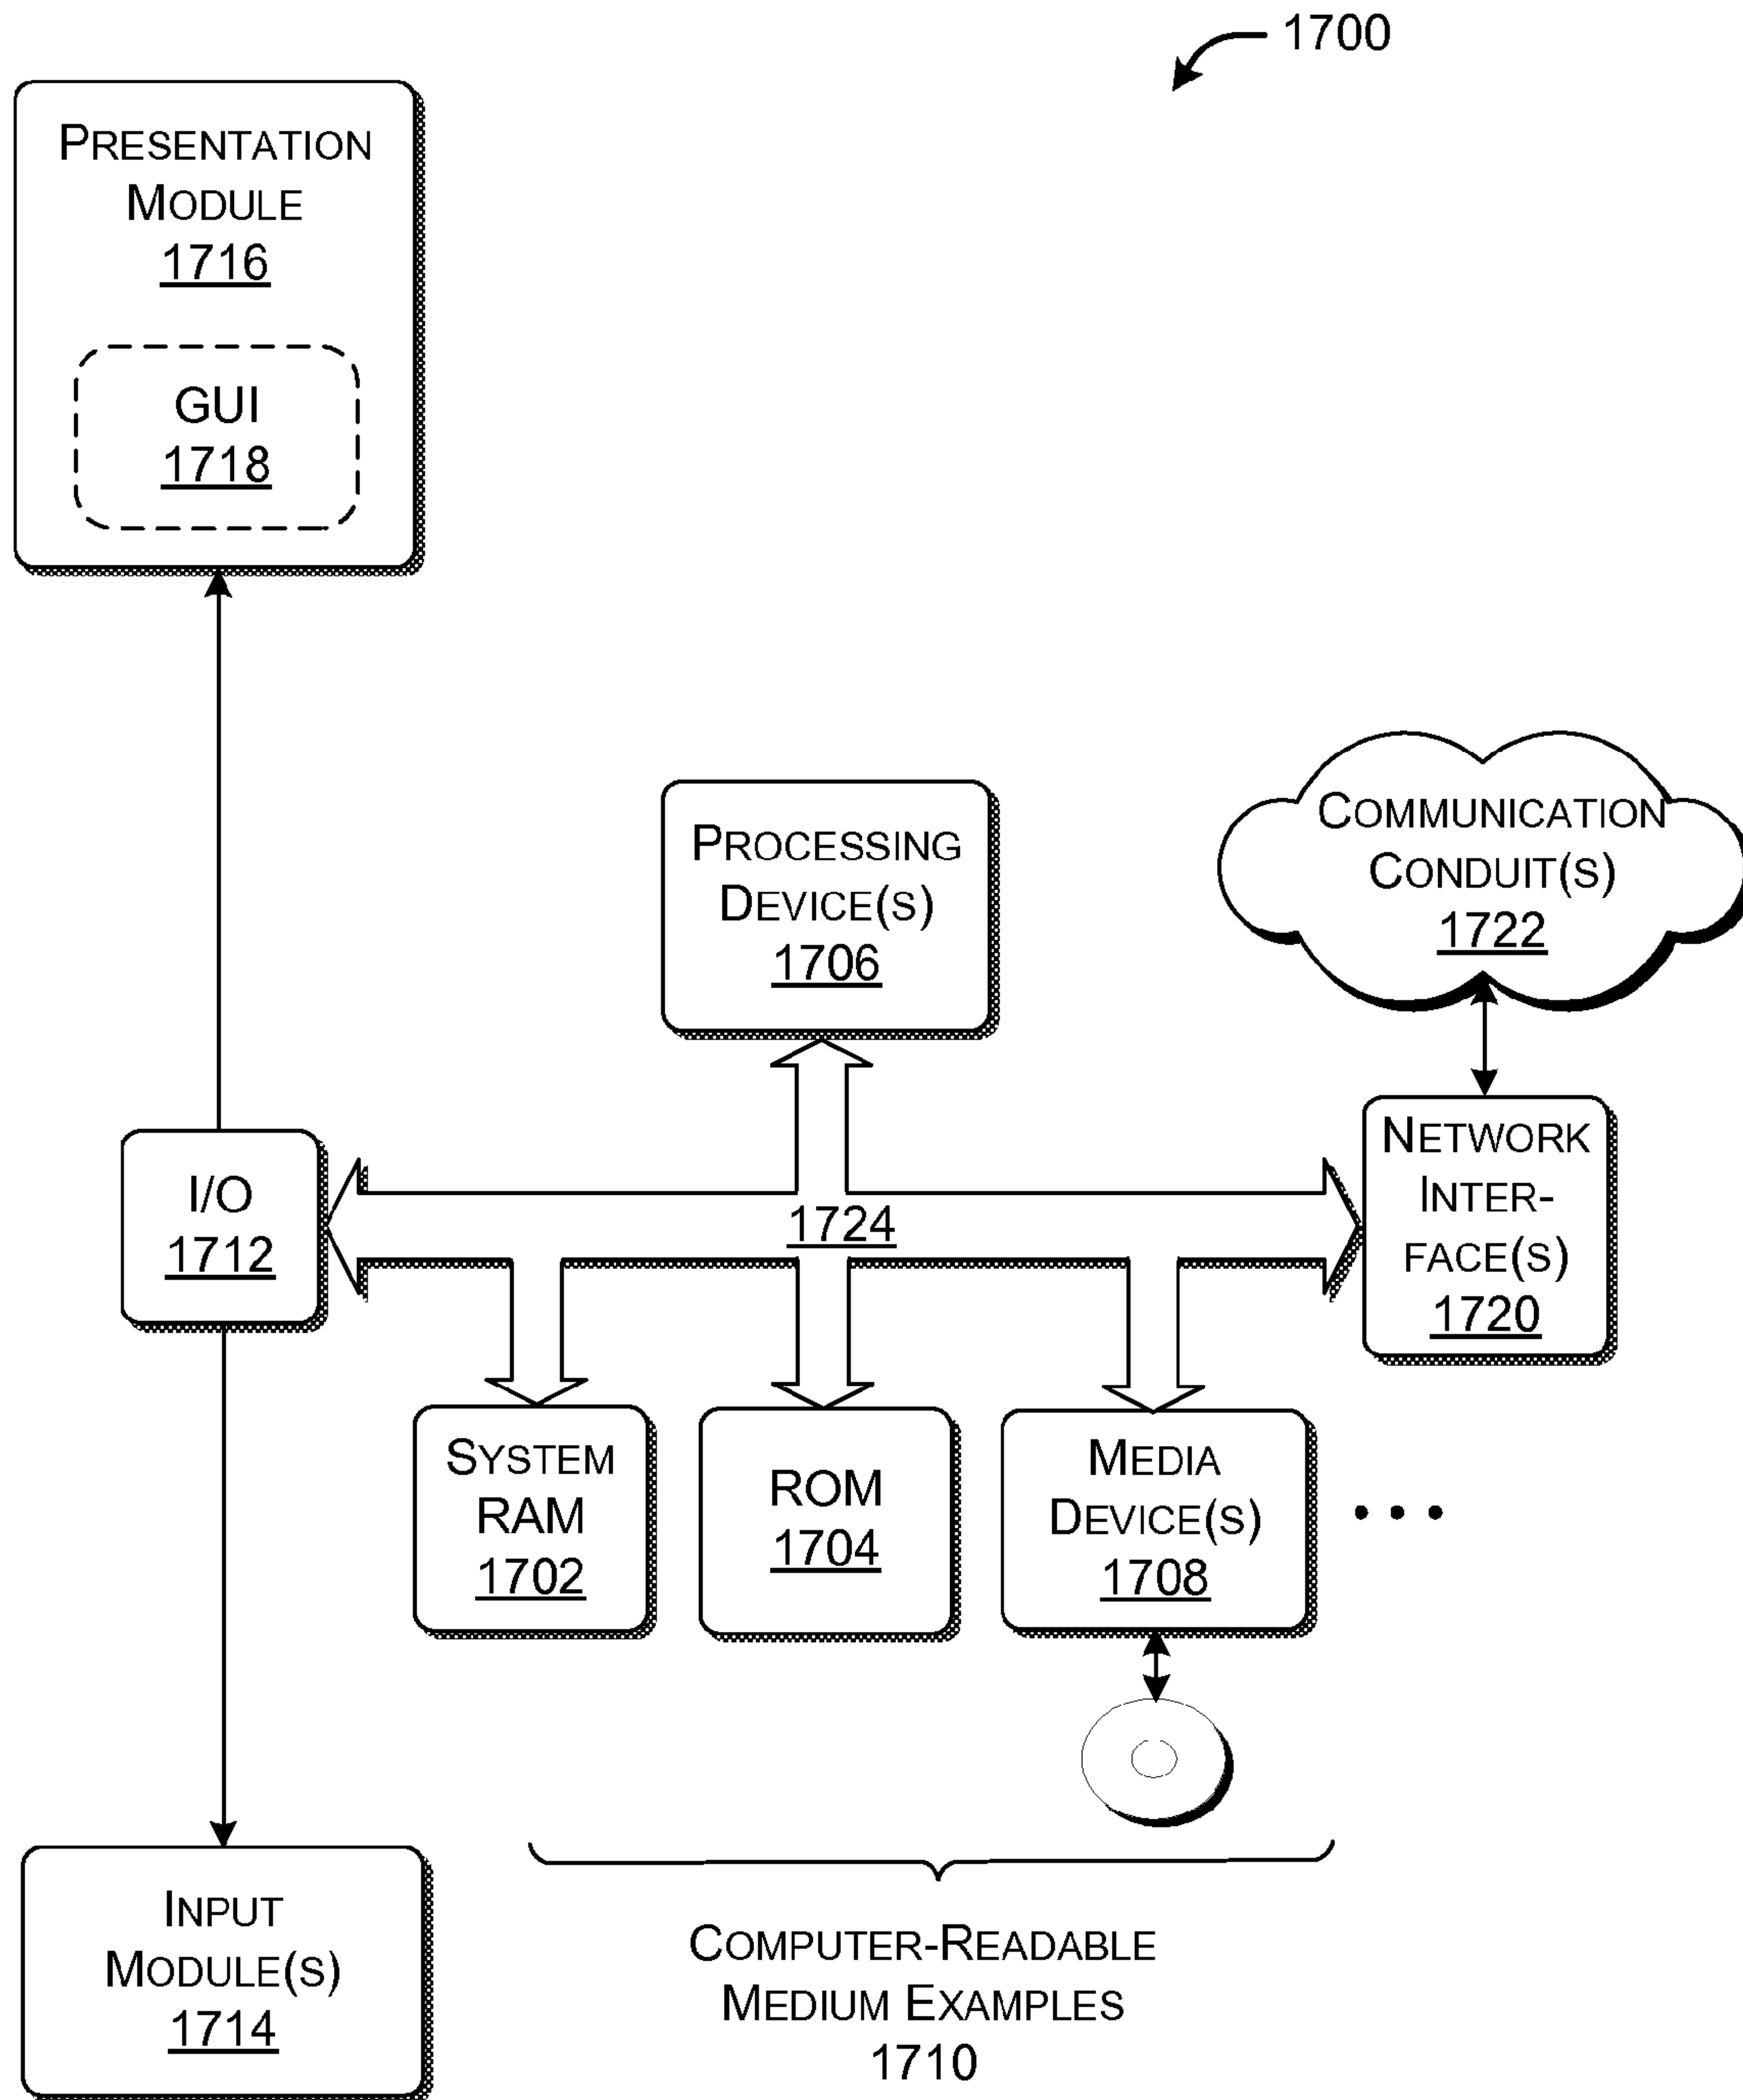 1700
PRESENTATION
MODULE
1716
GUI
1718
PROCESSING
DEVICE(S)
1706
COMMUNICATION
CONDUIT(S)
1722
I/O
1712
1724
NETWORK
INTER-
FACE(S)
1720
SYSTEM
RAM
1702
ROM
1704
MEDIA
DEVICE(S)
1708
• • •
INPUT
MODULE(S)
1714
COMPUTER-READABLE
MEDIUM EXAMPLES
1710